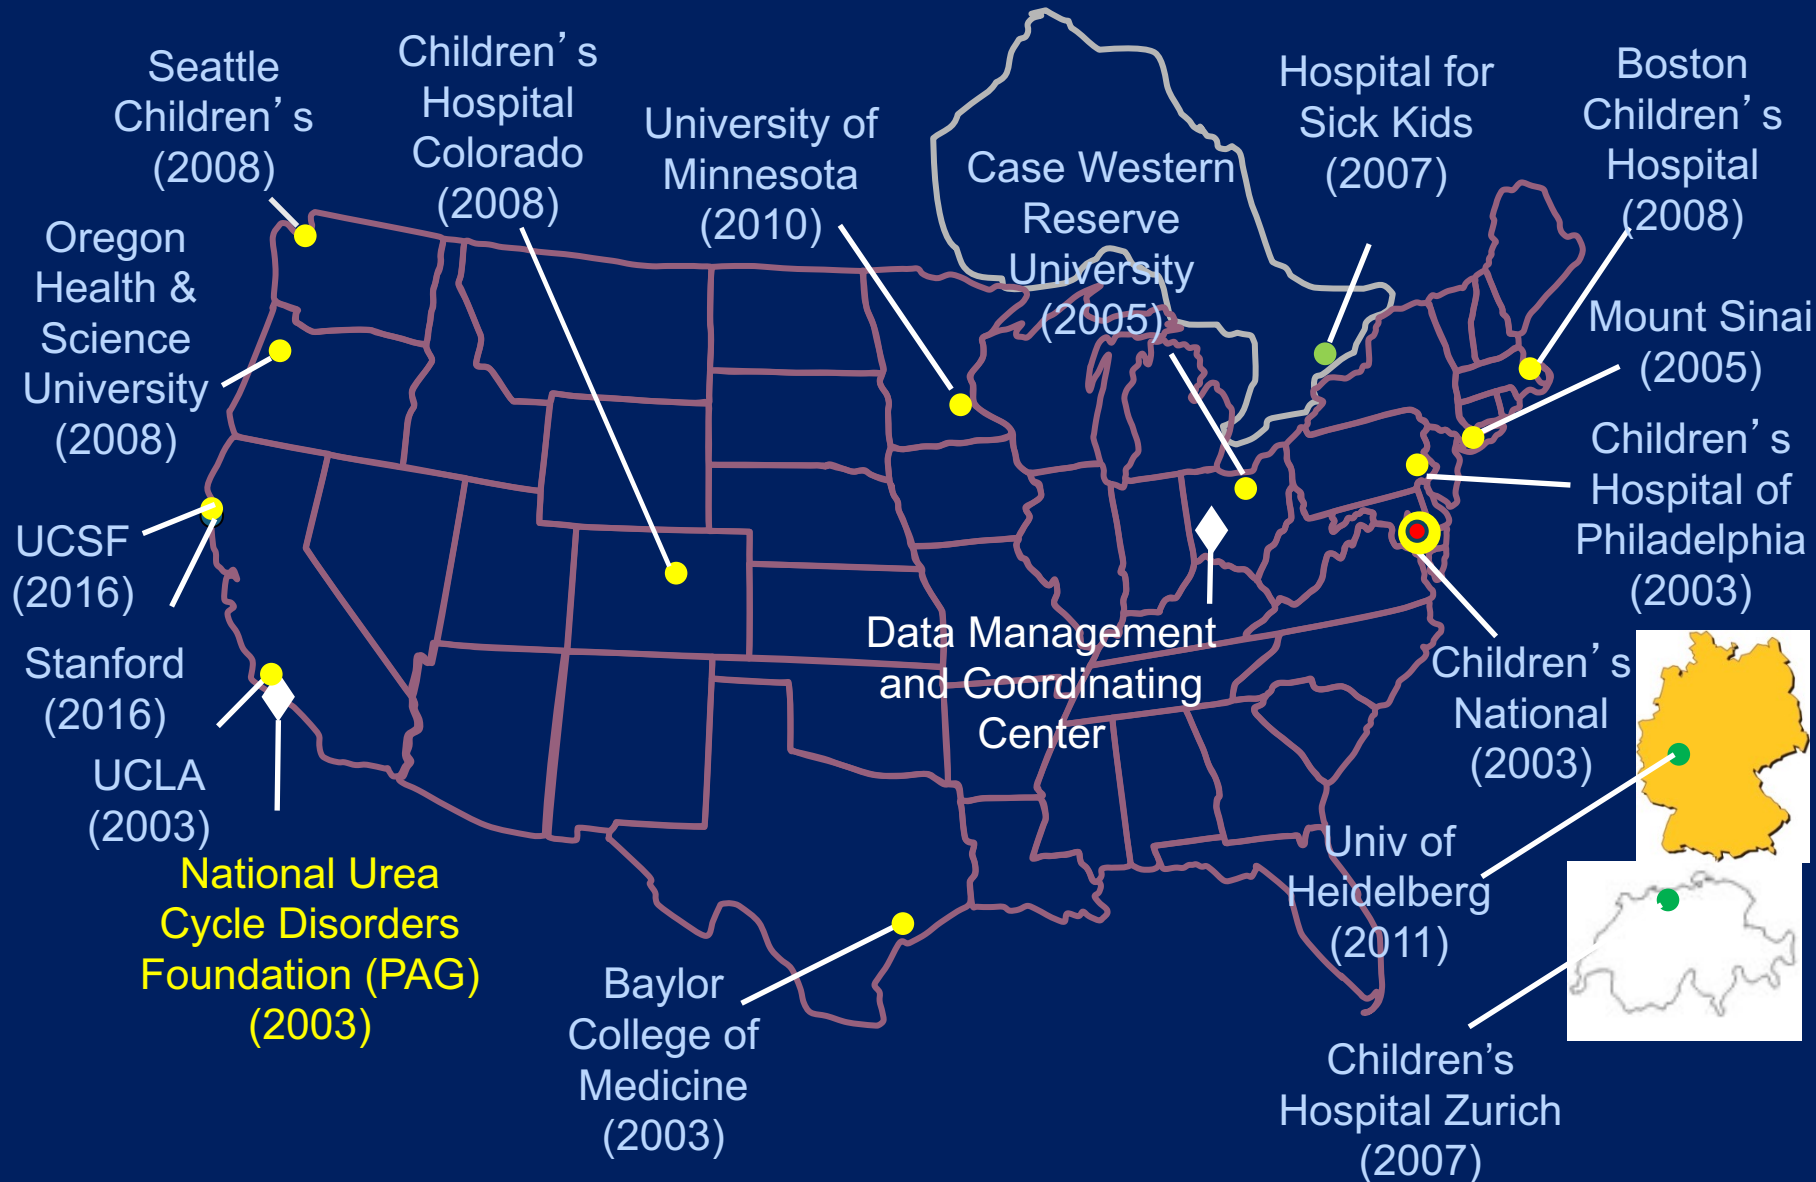 Seattle
Children’s
(2008)
Children’s
Hospital
Colorado
(2008)
University of
Minnesota
(2010)
Case Western
Reserve
University
(2005)
Hospital for
Sick Kids
(2007)
Boston
Children’s
Hospital
(2008)
Oregon
Health &
Science
University
(2008)
Mount Sinai
(2005)
Children’s
Hospital of
Philadelphia
(2003)
UCSF
(2016)
Stanford
(2016)
UCLA
(2003)
Data Management
and Coordinating
Center
Children’s
National
(2003)
National Urea
Cycle Disorders
Foundation (PAG)
(2003)
Univ of
Heidelberg
(2011)
Baylor
College of
Medicine
(2003)
Children’s
Hospital Zurich
(2007)